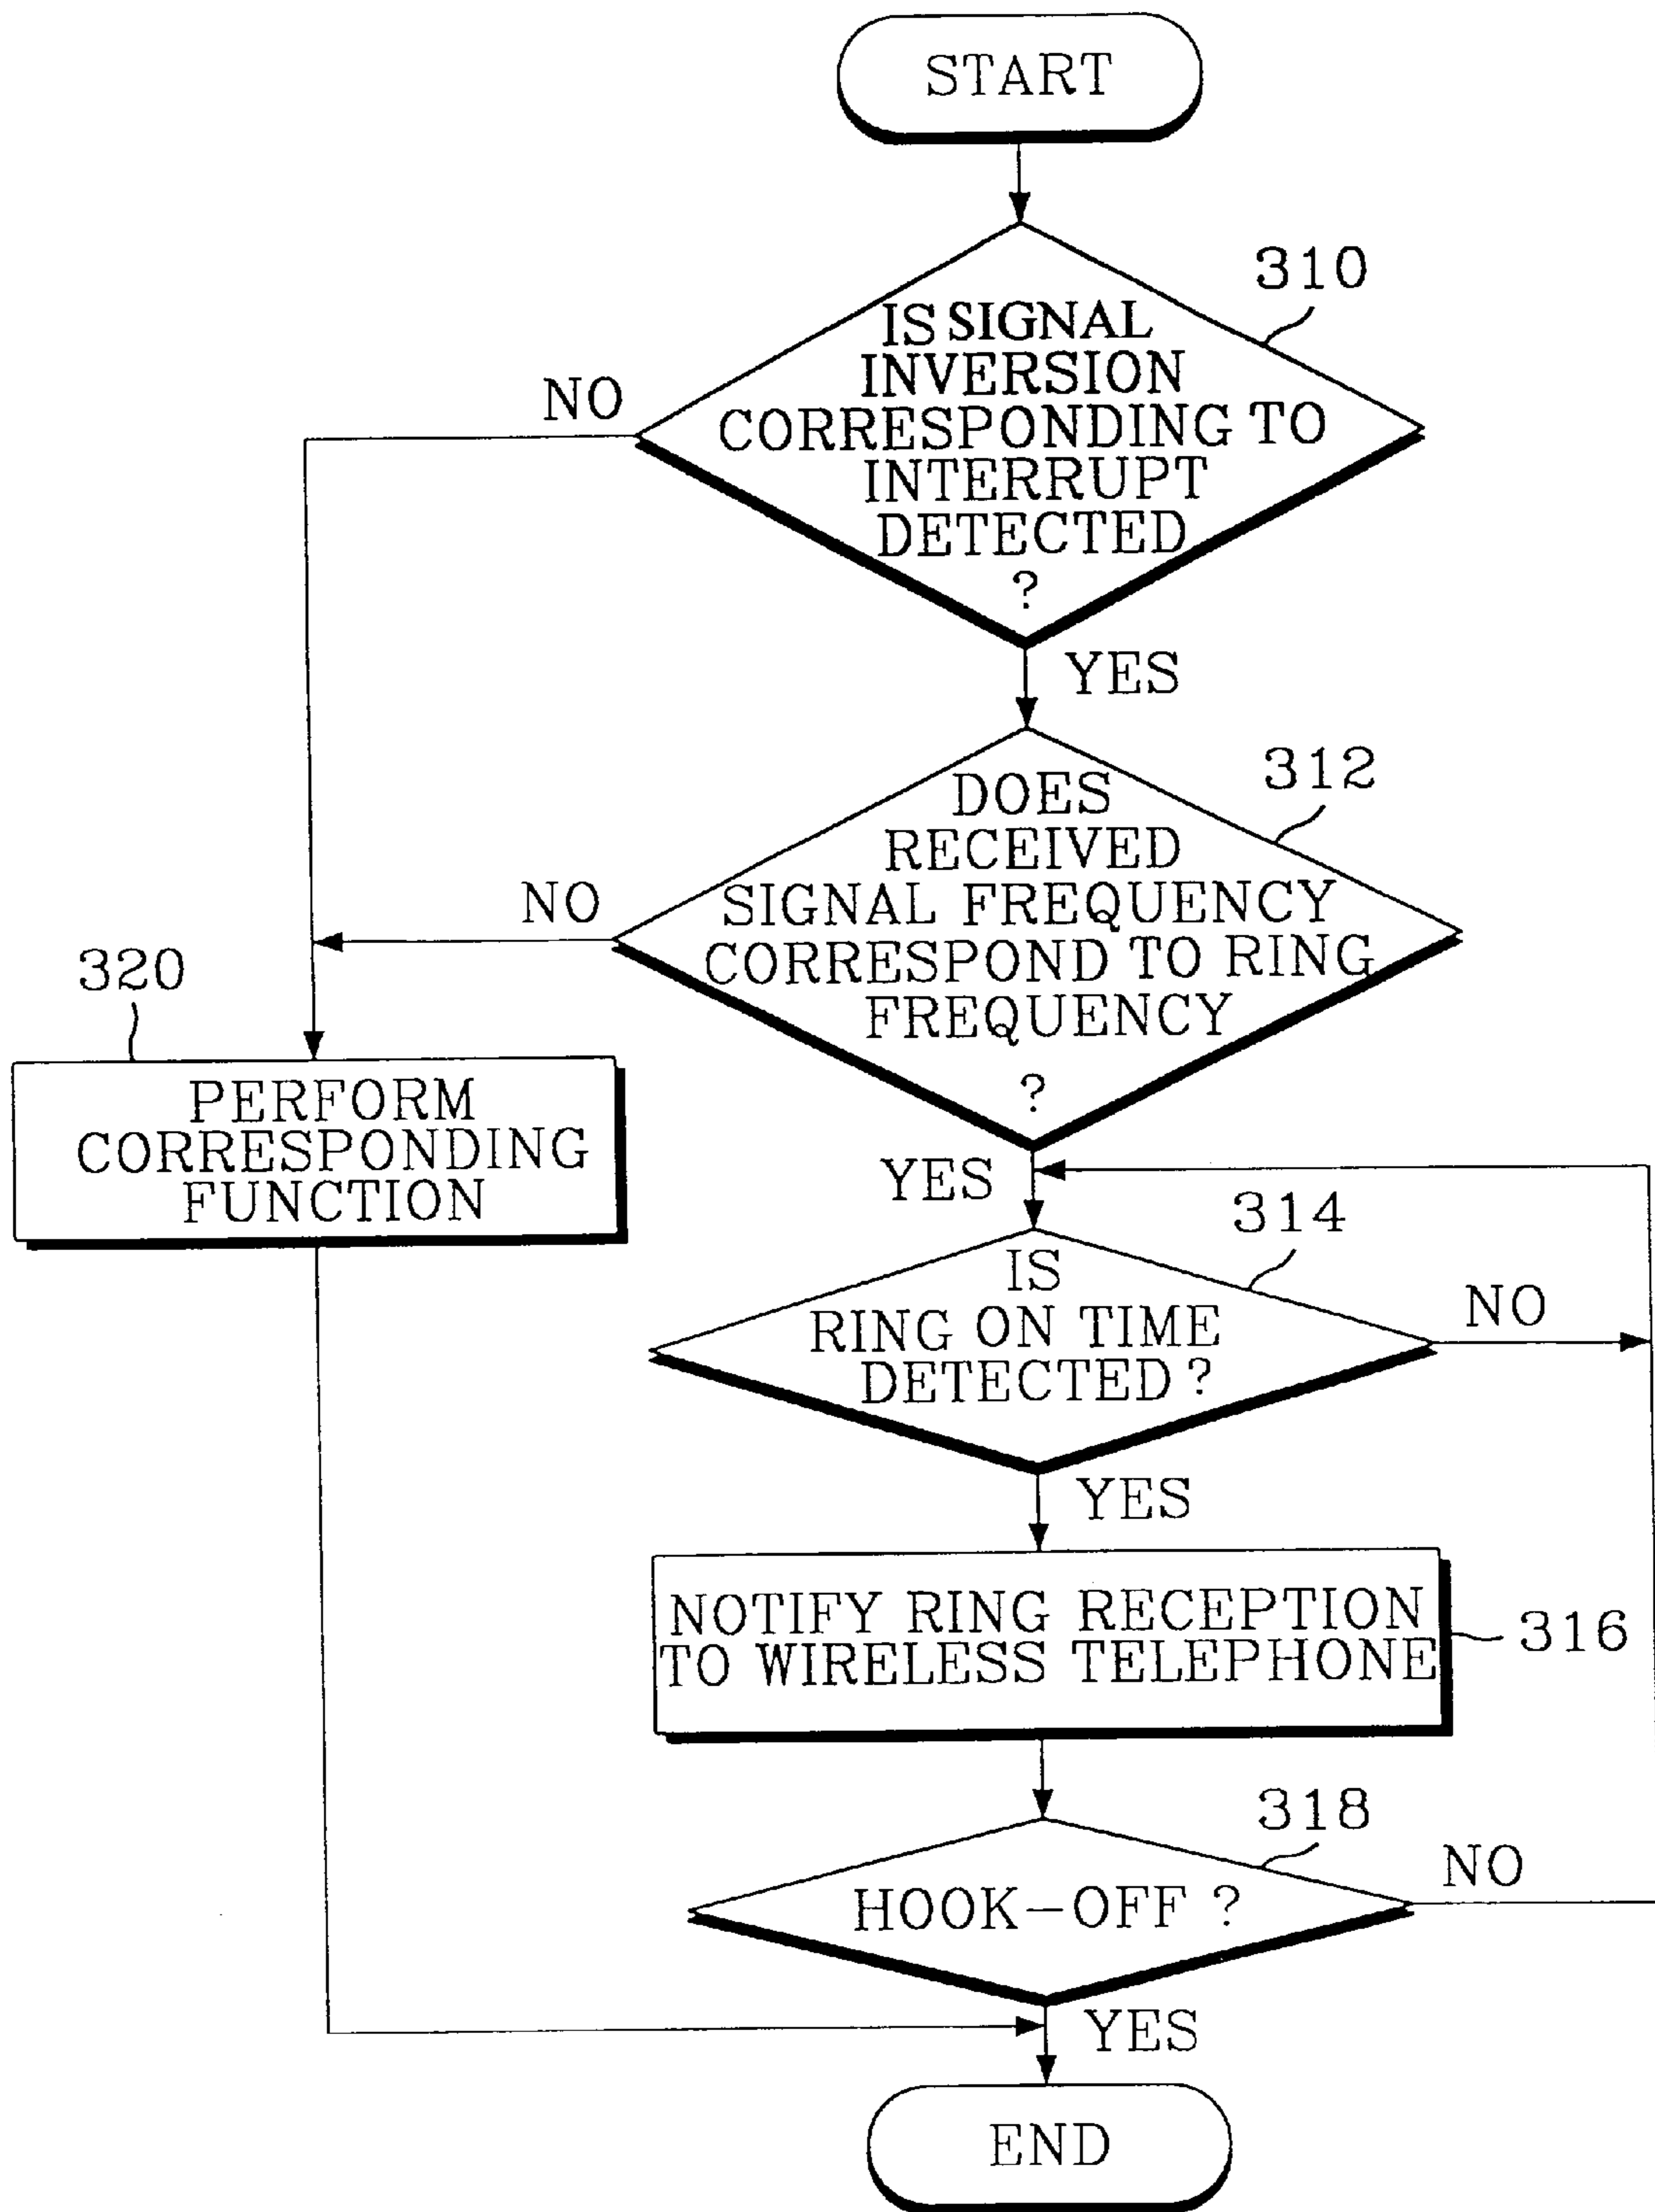 START
310
IS SIGNAL
INVERSION
CORRESPONDING TO
INTERRUPT
DETECTED
?
NO
YES
312
DOES
RECEIVED
SIGNAL FREQUENCY
CORRESPOND TO RING
FREQUENCY
?
NO
320
PERFORM
CORRESPONDING
FUNCTION
YES
314
IS
RING ON TIME
DETECTED ?
NO
YES
NOTIFY RING RECEPTION
TO WIRELESS TELEPHONE
316
318
HOOK-OFF ?
NO
YES
END